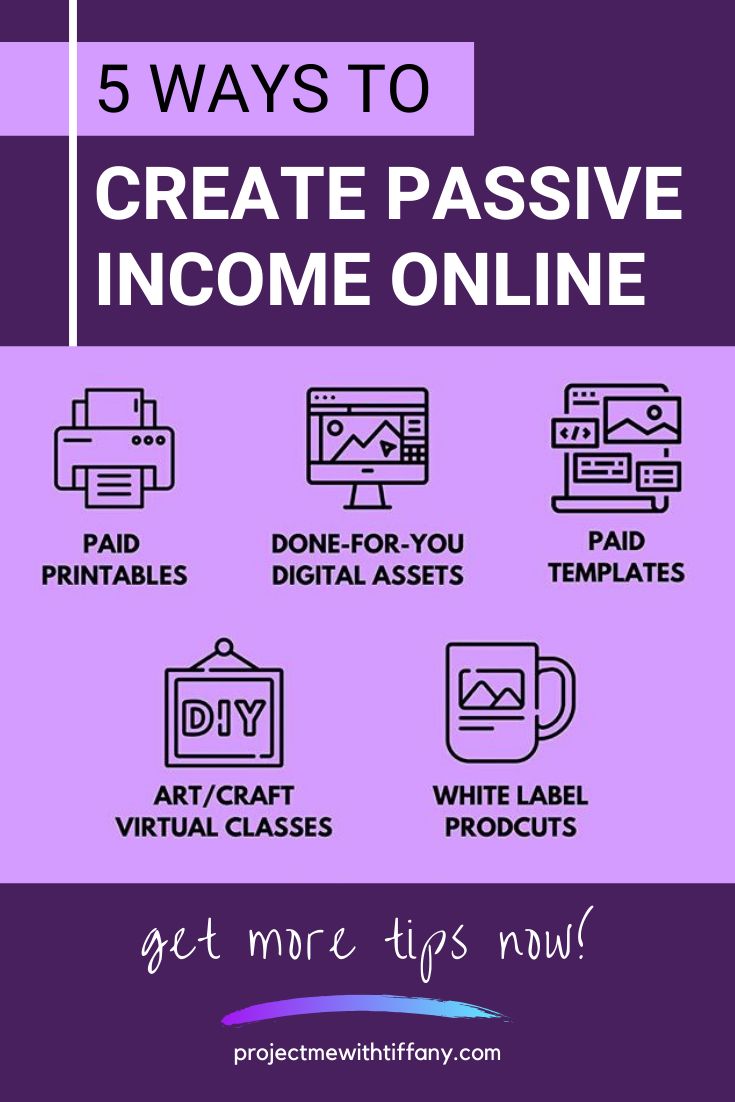 5 WAYS TO
CREATE PASSIVE
INCOME ONLINE
PAID
PRINTABLES
DONE-FOR-YOU
DIGITAL ASSETS
</>
PAID
TEMPLATES
DIY
ART/CRAFT
VIRTUAL CLASSES
WHITE LABEL
PRODCUTS
get more tips now!
projectmewithtiffany.com